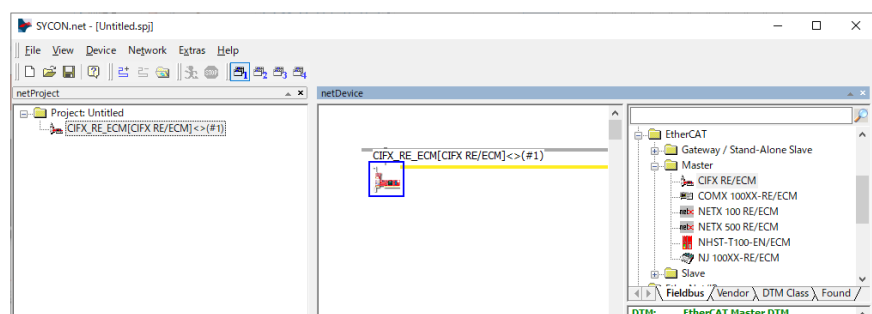 SYCON.net - [Untitled.spj]
File View Device Network Extras Help
netProject
netDevice
Project: Untitled
CIFX_RE_ECM[CIFX RE/ECM]<>(#1)
CIFX_RE_ECM[CIFX RE/ECM]<>(#1)
EtherCAT
Gateway / Stand-Alone Slave
Master
CIFX RE/ECM
COMX 100XX-RE/ECM
NETX 100 RE/ECM
NETX 500 RE/ECM
NHST-T100-EN/ECM
NJ 100XX-RE/ECM
Slave
Fieldbus Vendor DTM Class Found
DTM: EtherCAT Master DTM